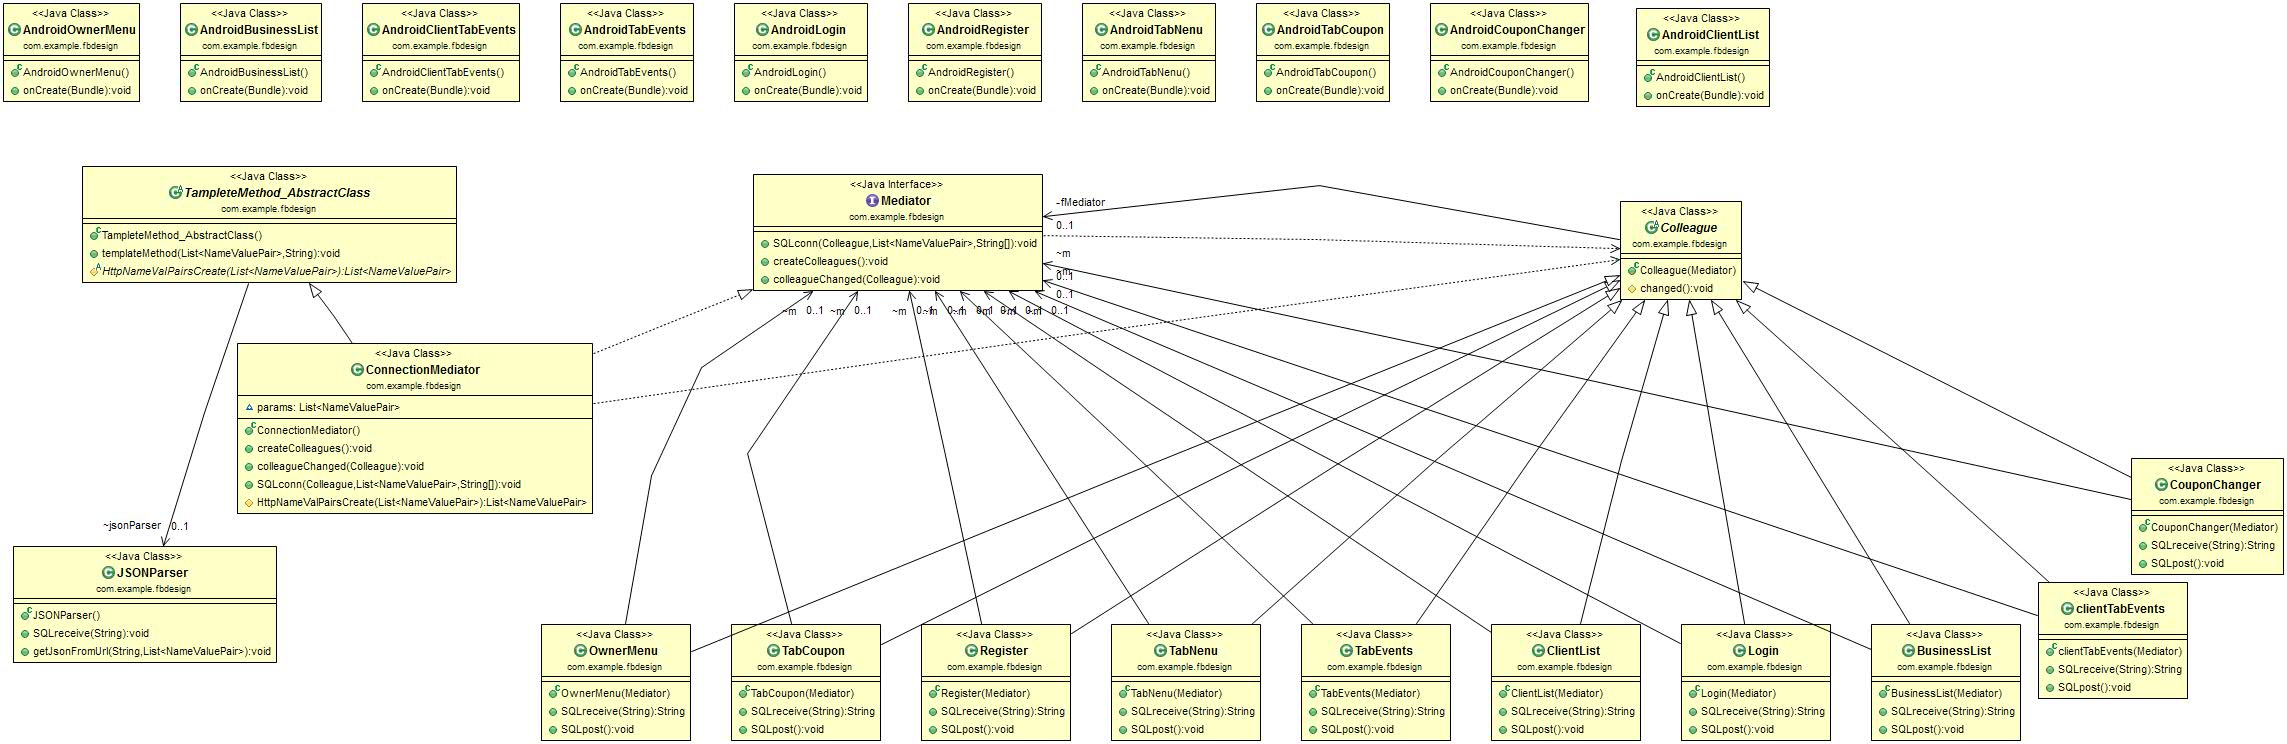 <<Java Class>>
AndroidOwnerMenu
com.example.fbdesign
AndroidOwnerMenu()
onCreate(Bundle):void
<<Java Class>>
AndroidBusinessList
com.example.fbdesign
AndroidBusinessList()
onCreate(Bundle):void
<<Java Class>>
AndroidClientTabEvents
com.example.fbdesign
AndroidClientTabEvents()
onCreate(Bundle):void
<<Java Class>>
AndroidTabEvents
com.example.fbdesign
AndroidTabEvents()
onCreate(Bundle):void
<<Java Class>>
AndroidLogin
com.example.fbdesign
AndroidLogin()
onCreate(Bundle):void
<<Java Class>>
AndroidRegister
com.example.fbdesign
AndroidRegister()
onCreate(Bundle):void
<<Java Class>>
AndroidTabNenu
com.example.fbdesign
AndroidTabNenu()
onCreate(Bundle):void
<<Java Class>>
AndroidTabCoupon
com.example.fbdesign
AndroidTabCoupon()
onCreate(Bundle):void
<<Java Class>>
AndroidCouponChanger
com.example.fbdesign
AndroidCouponChanger()
onCreate(Bundle):void
<<Java Class>>
AndroidClientList
com.example.fbdesign
AndroidClientList()
onCreate(Bundle):void
<<Java Class>>
TampleteMethod_AbstractClass
com.example.fbdesign
TampleteMethod_AbstractClass()
templateMethod(List<NameValuePair>,String):void
HttpNameValPairsCreate(List<NameValuePair>):List<NameValuePair>
<<Java Interface>>
Mediator
com.example.fbdesign
SQLconn(Colleague,List<NameValuePair>,String[]):void
createColleagues():void
colleagueChanged(Colleague):void
~fMediator
0..1
~m
~m
0..1
0..1
<<Java Class>>
Colleague
com.example.fbdesign
Colleague(Mediator)
changed():void
~m 0..1 ~m 0..1 ~m 0..1 ~m 0..1 ~m 0..1 ~m 0..1 ~m 0..1 ~m 0..1
<<Java Class>>
ConnectionMediator
com.example.fbdesign
params: List<NameValuePair>
ConnectionMediator()
createColleagues():void
colleagueChanged(Colleague):void
SQLconn(Colleague,List<NameValuePair>,String[]):void
HttpNameValPairsCreate(List<NameValuePair>):List<NameValuePair>
~jsonParser 0..1
<<Java Class>>
JSONParser
com.example.fbdesign
JSONParser()
SQLreceive(String):void
getJsonFromUrl(String,List<NameValuePair>):void
<<Java Class>>
CouponChanger
com.example.fbdesign
CouponChanger(Mediator)
SQLreceive(String):String
SQLpost():void
<<Java Class>>
clientTabEvents
com.example.fbdesign
clientTabEvents(Mediator)
SQLreceive(String):String
SQLpost():void
<<Java Class>>
OwnerMenu
com.example.fbdesign
OwnerMenu(Mediator)
SQLreceive(String):String
SQLpost():void
<<Java Class>>
TabCoupon
com.example.fbdesign
TabCoupon(Mediator)
SQLreceive(String):String
SQLpost():void
<<Java Class>>
Register
com.example.fbdesign
Register(Mediator)
SQLreceive(String):String
SQLpost():void
<<Java Class>>
TabNenu
com.example.fbdesign
TabNenu(Mediator)
SQLreceive(String):String
SQLpost():void
<<Java Class>>
TabEvents
com.example.fbdesign
TabEvents(Mediator)
SQLreceive(String):String
SQLpost():void
<<Java Class>>
ClientList
com.example.fbdesign
ClientList(Mediator)
SQLreceive(String):String
SQLpost():void
<<Java Class>>
Login
com.example.fbdesign
Login(Mediator)
SQLreceive(String):String
SQLpost():void
<<Java Class>>
BusinessList
com.example.fbdesign
BusinessList(Mediator)
SQLreceive(String):String
SQLpost():void